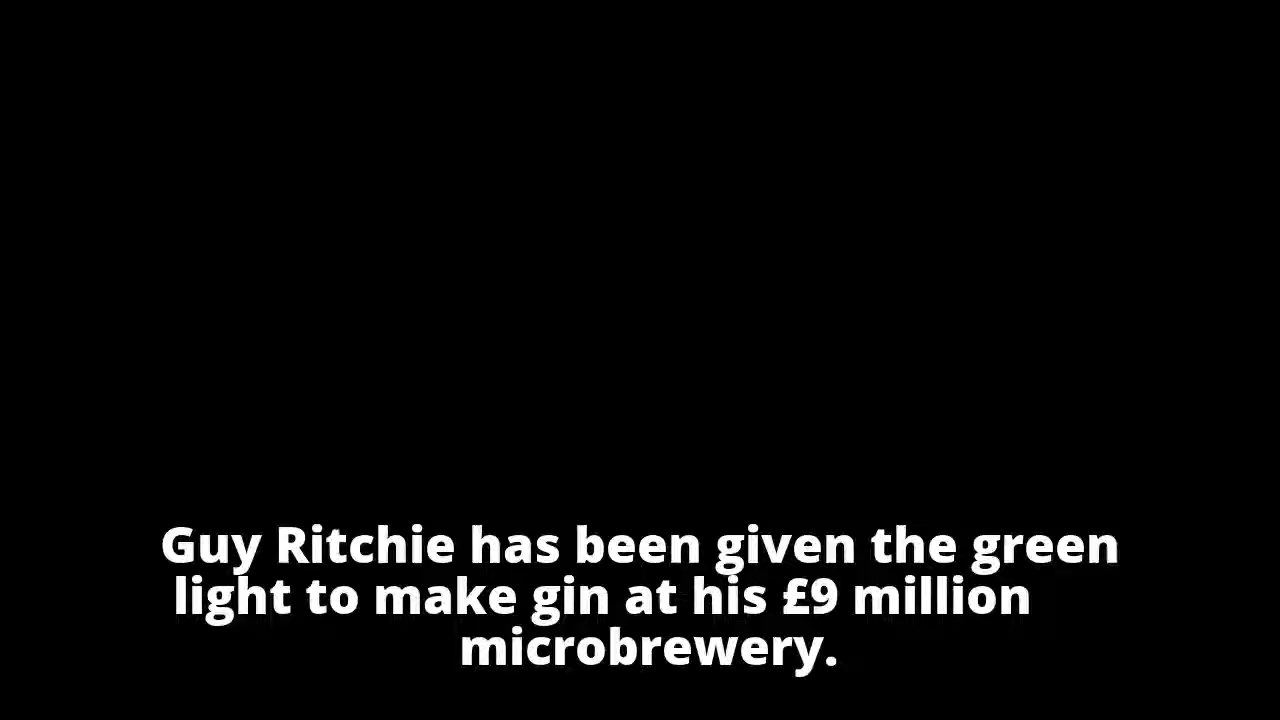 Guy Ritchie has been given the green
light to make gin at his £9 million
microbrewery.